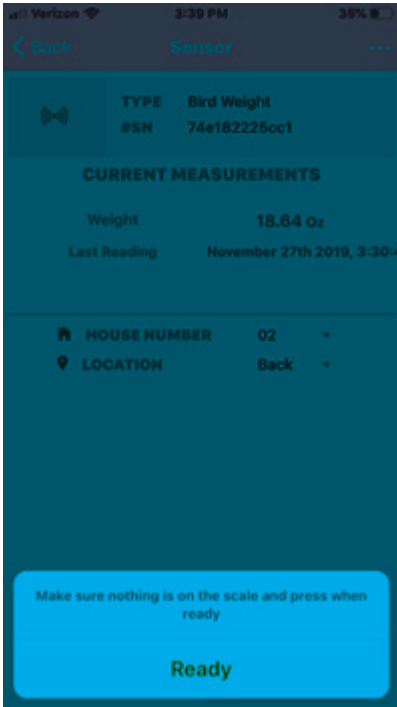 Verizon 3:39 PM 35%
Back Sensor ...
TYPE Bird Weight
#SN 74e182225cc1
CURRENT MEASUREMENTS
Weight 18.64 oz
Last Reading November 27th 2019, 3:30:
HOUSE NUMBER 02
LOCATION Back
Make sure nothing is on the scale and press when
ready
Ready